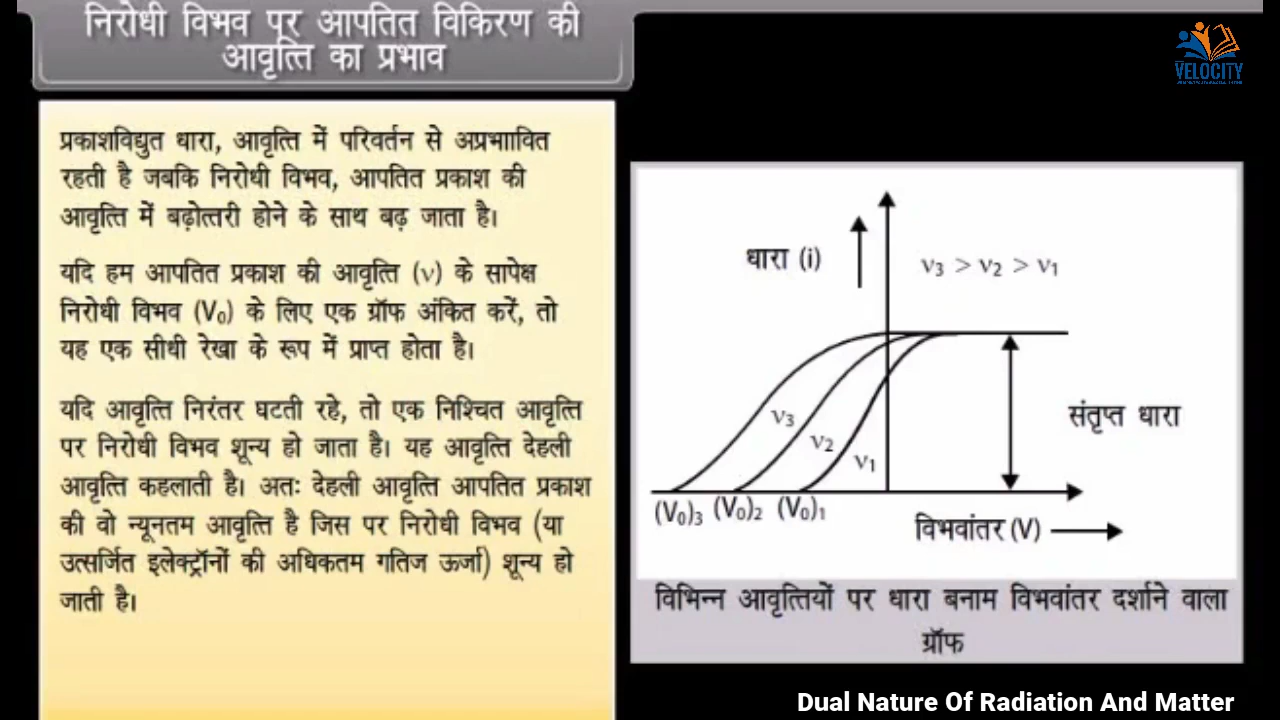 निरोधी विभव पर आपतित विकिरण की
आवृत्ति का प्रभाव
VELOCITY
प्रकाशविद्युत धारा, आवृत्ति में परिवर्तन से अप्रभाावित
रहती है जबकि निरोधी विभव, आपतित प्रकाश की
आवृत्ति में बढ़ोत्तरी होने के साथ बढ़ जाता है।
यदि हम आपतित प्रकाश की आवृत्ति (ν) के सापेक्ष
निरोधी विभव (V₀) के लिए एक ग्रॉफ अंकित करें, तो
यह एक सीधी रेखा के रूप में प्राप्त होता है।
यदि आवृत्ति निरंतर घटती रहे, तो एक निश्चित आवृत्ति
पर निरोधी विभव शून्य हो जाता है। यह आवृत्ति देहली
आवृत्ति कहलाती है। अतः देहली आवृत्ति आपतित प्रकाश
की वो न्यूनतम आवृत्ति है जिस पर निरोधी विभव (या
उत्सर्जित इलेक्ट्रॉनों की अधिकतम गतिज ऊर्जा) शून्य हो
जाती है।
धारा (i)
ν₃ > ν₂ > ν₁
ν₃
ν₂
ν₁
संतृप्त धारा
(V₀)₃ (V₀)₂ (V₀)₁
विभवांतर (V)
विभिन्न आवृत्तियों पर धारा बनाम विभवांतर दर्शाने वाला
ग्रॉफ
Dual Nature Of Radiation And Matter